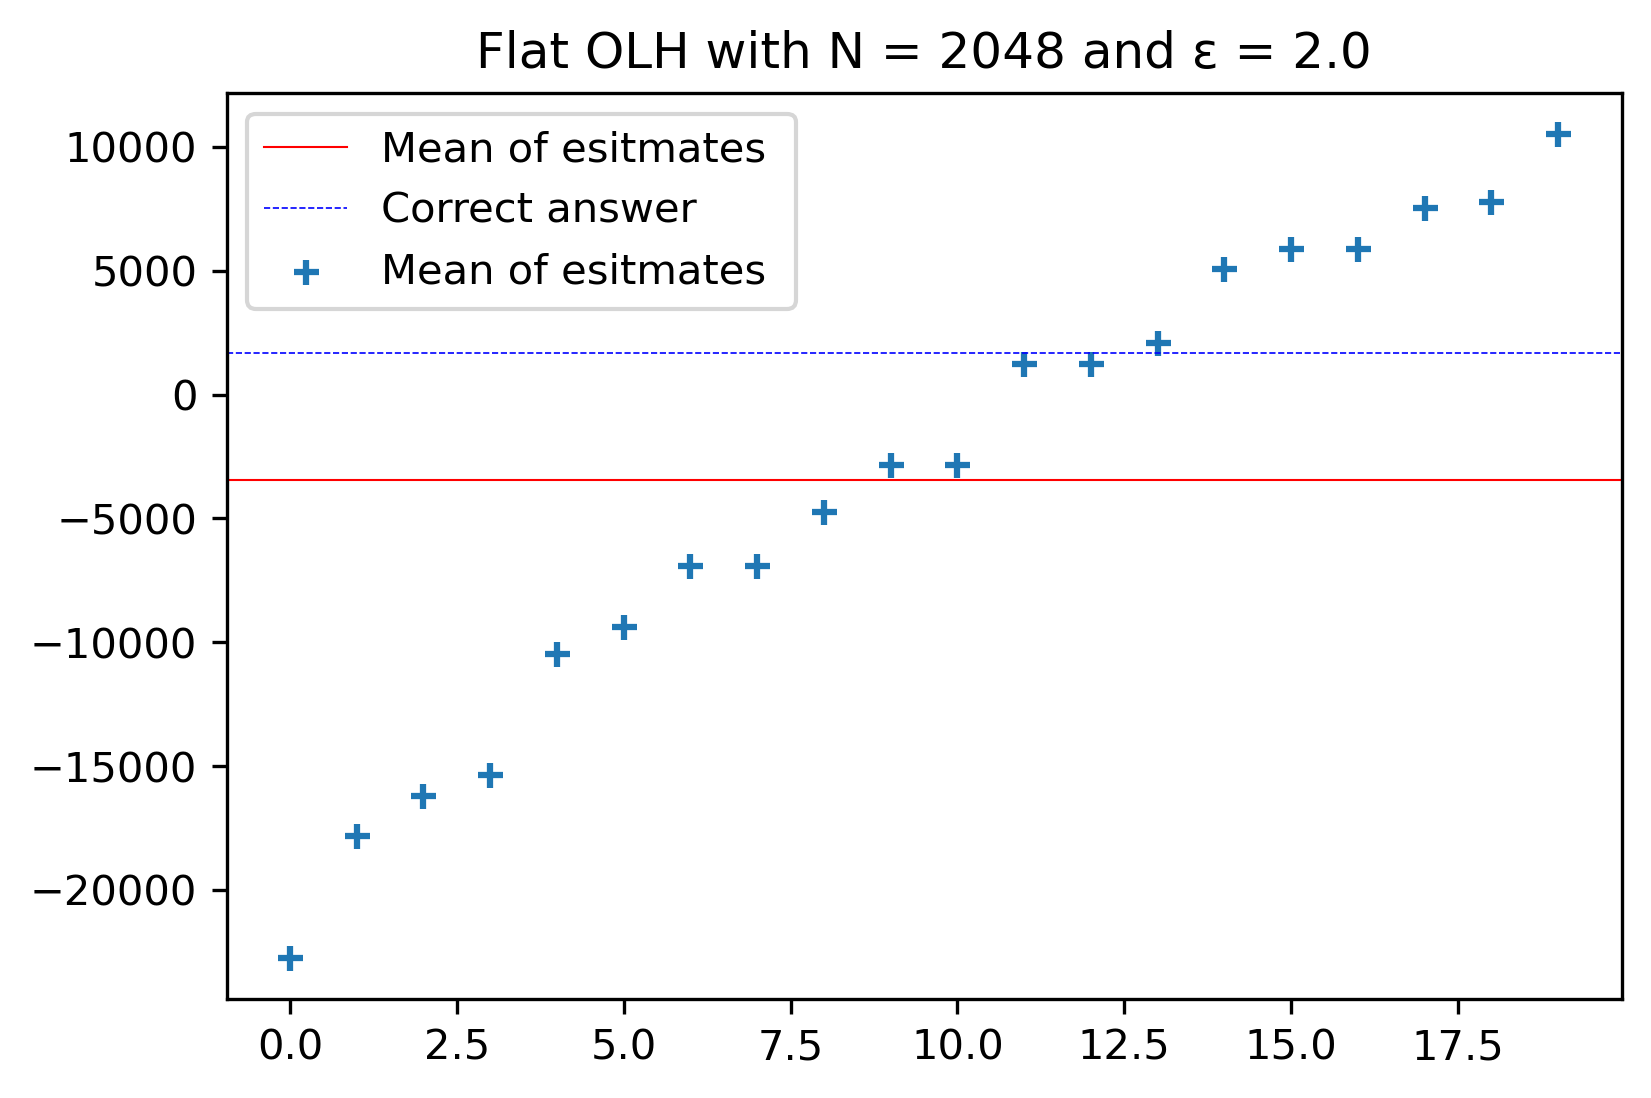 Flat OLH with N = 2048 and ε = 2.0
Mean of esitmates
Correct answer
Mean of esitmates
10000
5000
0
−5000
−10000
−15000
−20000
0.0 2.5 5.0 7.5 10.0 12.5 15.0 17.5